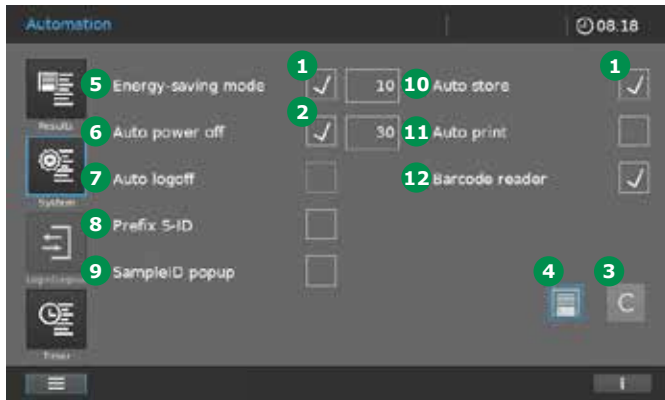 Automation
08.18
1
1
5 Energy-saving mode
10
10 Auto store
2
6 Auto power off
30
11 Auto print
Results
7 Auto logoff
12 Barcode reader
System
8 Prefix S-ID
9 SampleID popup
4
3
C
Timer
i